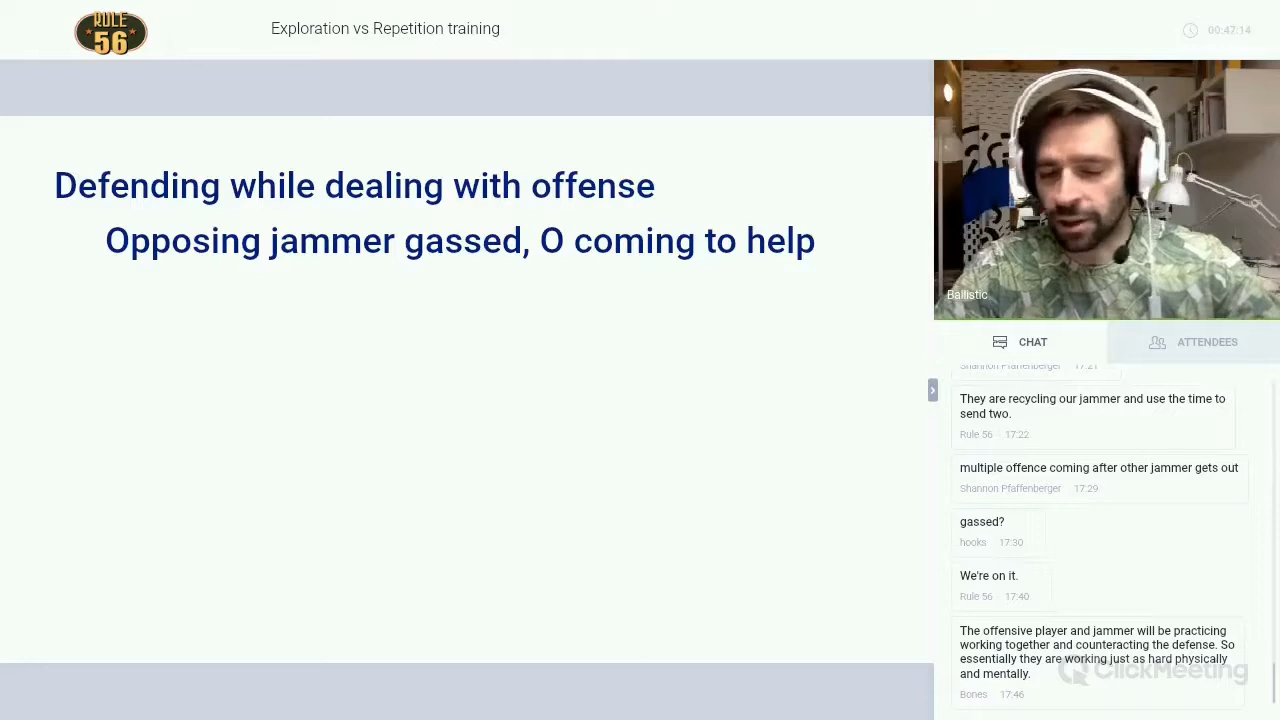 RULE
56
Exploration vs Repetition training
00:47:14
Defending while dealing with offense
Opposing jammer gassed, O coming to help
Ballistic
CHAT
ATTENDEES
Shannon Pfaffenberger 17:21
They are recycling our jammer and use the time to
send two.
Rule 56 17:22
multiple offence coming after other jammer gets out
Shannon Pfaffenberger 17:29
gassed?
hooks 17:30
We're on it.
Rule 56 17:40
The offensive player and jammer will be practicing
working together and counteracting the defense. So
essentially they are working just as hard physically
and mentally.
ClickMeeting
Bones 17:46